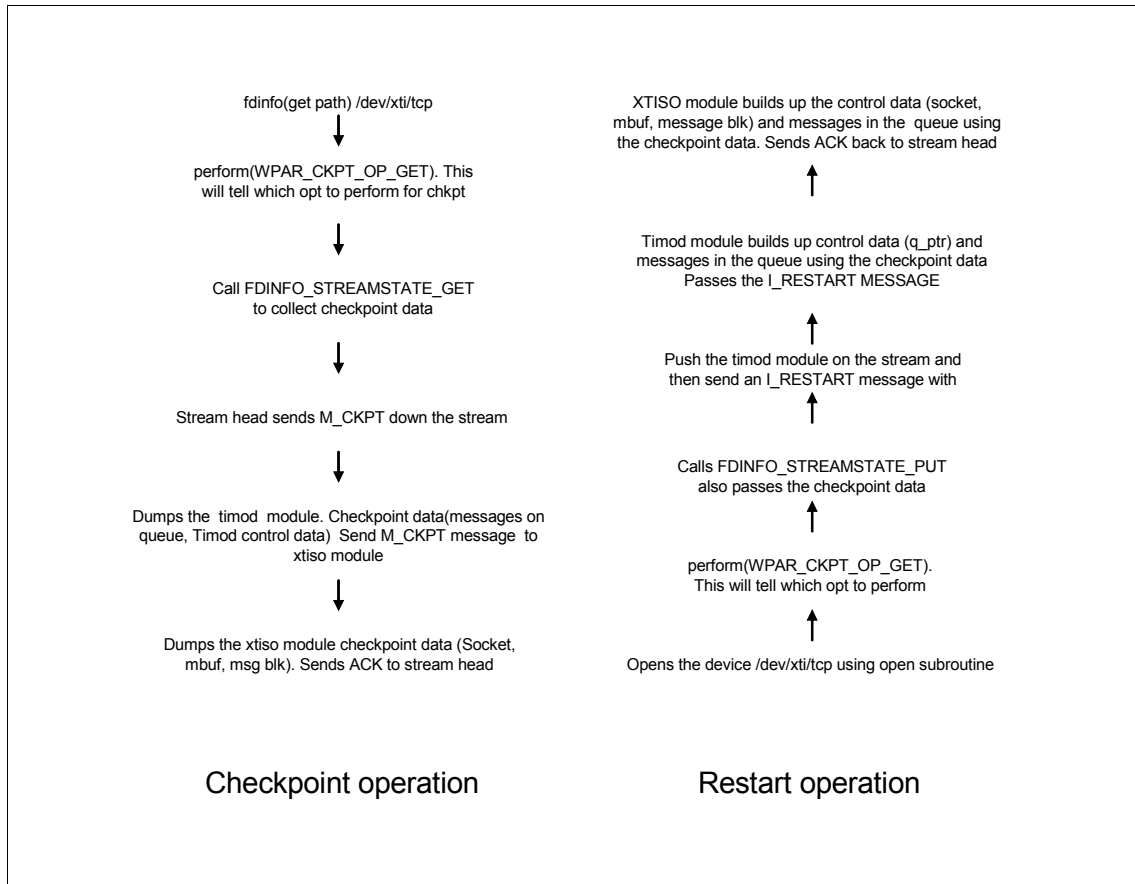 fdinfo(get path) /dev/xti/tcp
perform(WPAR_CKPT_OP_GET). This
will tell which opt to perform for chkpt
Call FDINFO_STREAMSTATE_GET
to collect checkpoint data
Stream head sends M_CKPT down the stream
Dumps the timod module. Checkpoint data(messages on
queue, Timod control data) Send M_CKPT message to
xtiso module
Dumps the xtiso module checkpoint data (Socket,
mbuf, msg blk). Sends ACK to stream head
Checkpoint operation
XTISO module builds up the control data (socket,
mbuf, message blk) and messages in the queue using
the checkpoint data. Sends ACK back to stream head
Timod module builds up control data (q_ptr) and
messages in the queue using the checkpoint data
Passes the I_RESTART MESSAGE
Push the timod module on the stream and
then send an I_RESTART message with
Calls FDINFO_STREAMSTATE_PUT
also passes the checkpoint data
perform(WPAR_CKPT_OP_GET).
This will tell which opt to perform
Opens the device /dev/xti/tcp using open subroutine
Restart operation